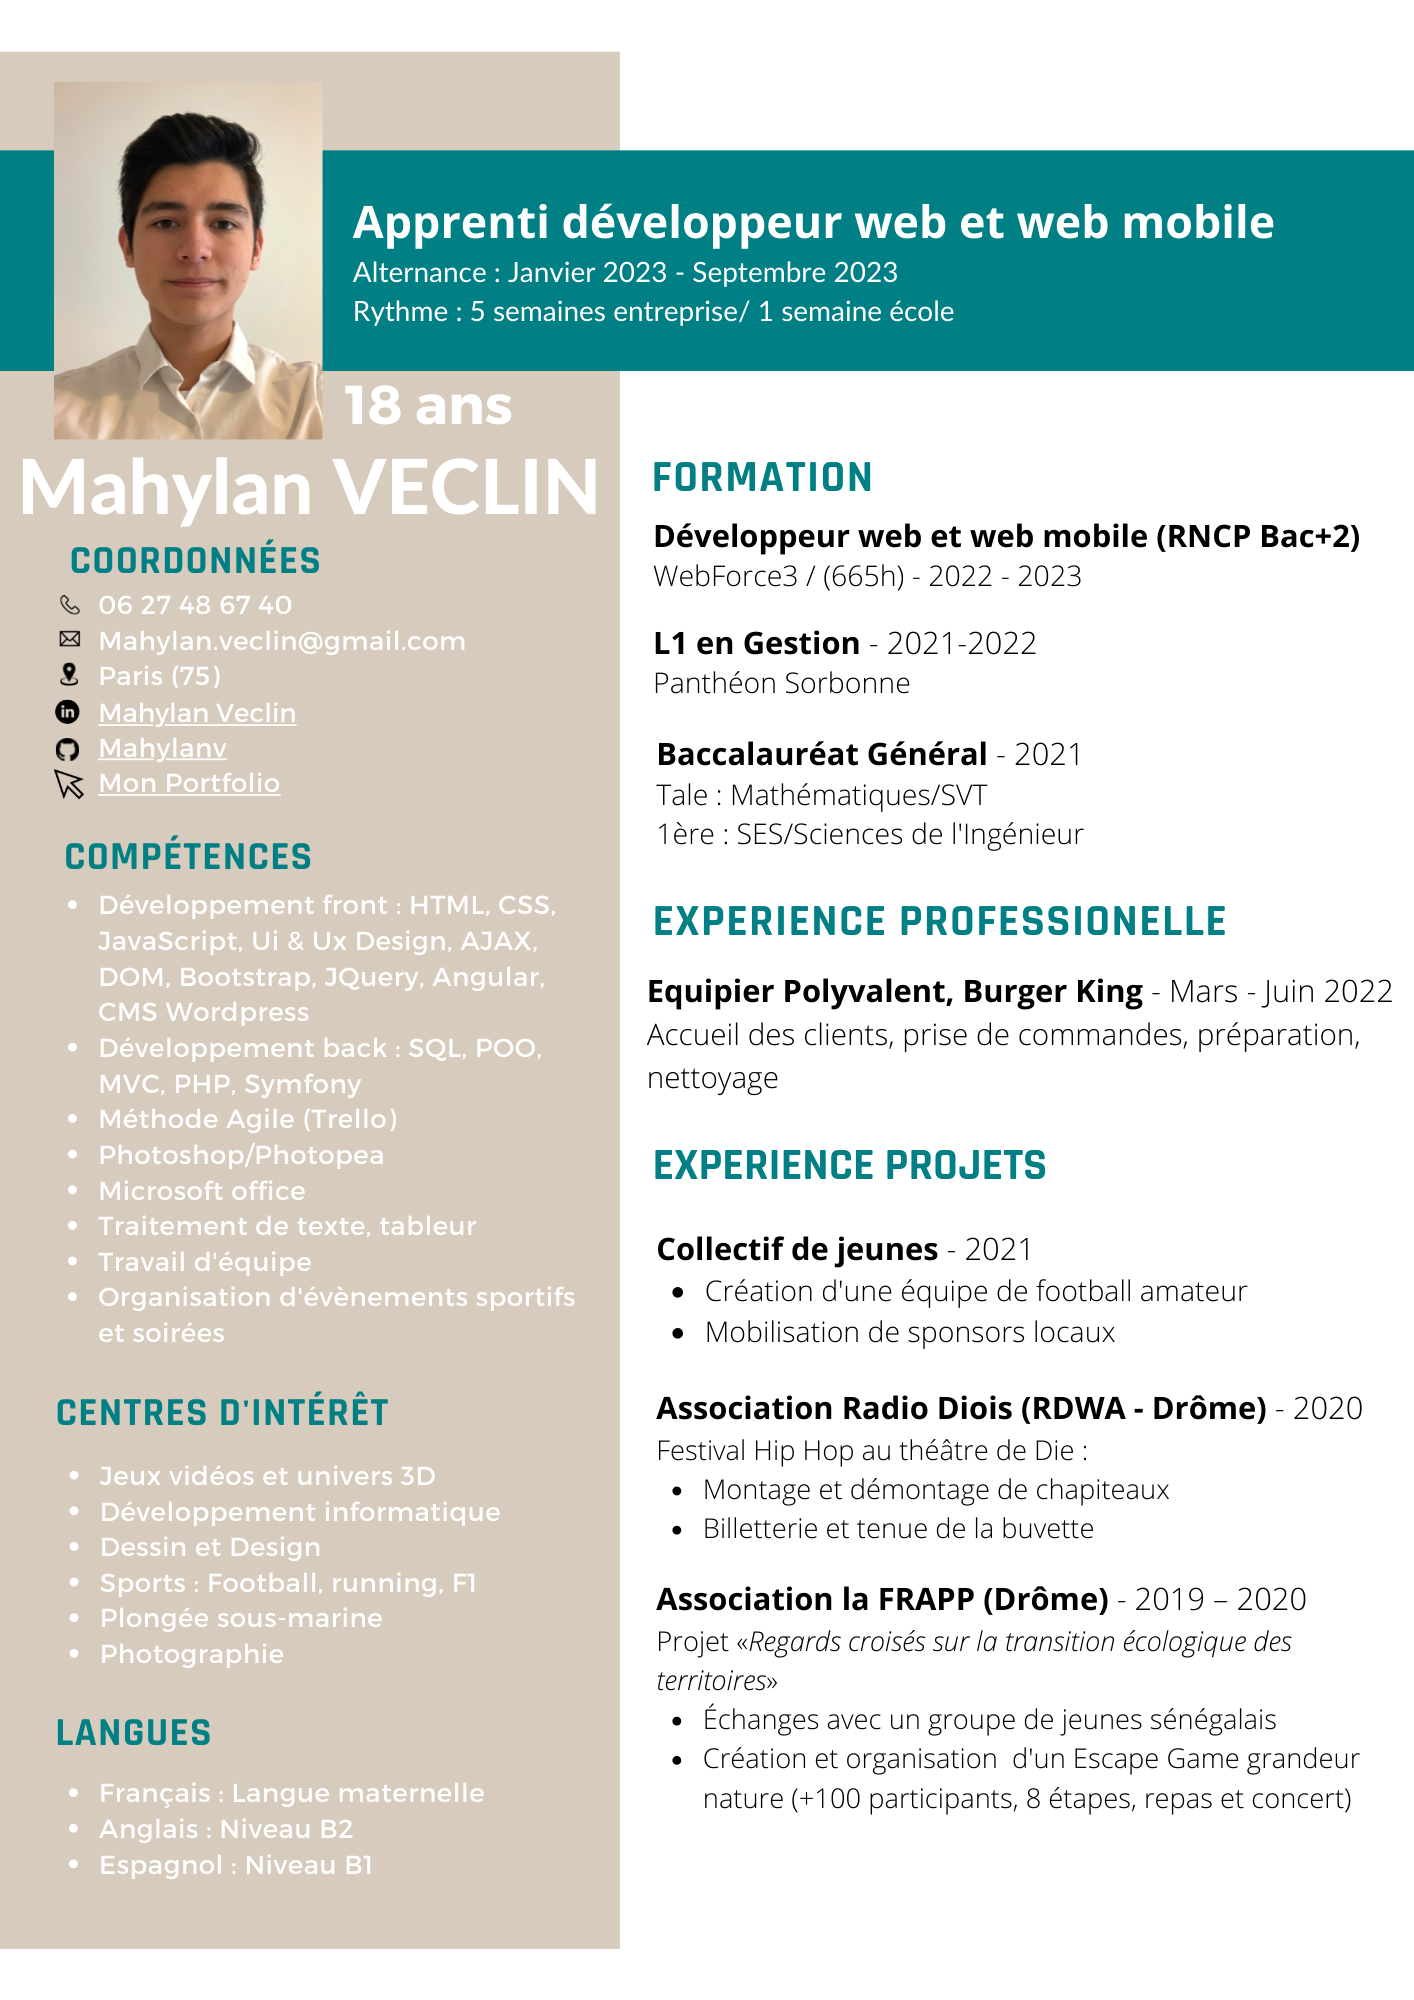 Apprenti développeur web et web mobile
Alternance : Janvier 2023 - Septembre 2023
Rythme : 5 semaines entreprise/ 1 semaine école
18 ans
Mahylan VECLIN
COORDONNÉES
06 27 48 67 40
Mahylan.veclin@gmail.com
Paris (75)
in Mahylan Veclin
Mahylanv
Mon Portfolio
COMPÉTENCES
• Développement front : HTML, CSS,
JavaScript, Ui & Ux Design, AJAX,
DOM, Bootstrap, JQuery, Angular,
CMS Wordpress
• Développement back : SQL, POO,
MVC, PHP, Symfony
• Méthode Agile (Trello)
• Photoshop/Photopea
• Microsoft office
• Traitement de texte, tableur
• Travail d'équipe
• Organisation d'évènements sportifs
et soirées
CENTRES D'INTÉRÊT
• Jeux vidéos et univers 3D
• Développement informatique
• Dessin et Design
• Sports : Football, running, F1
• Plongée sous-marine
• Photographie
LANGUES
• Français : Langue maternelle
• Anglais : Niveau B2
• Espagnol : Niveau B1
FORMATION
Développeur web et web mobile (RNCP Bac+2)
WebForce3 / (665h) - 2022 - 2023
L1 en Gestion - 2021-2022
Panthéon Sorbonne
Baccalauréat Général - 2021
Tale : Mathématiques/SVT
1ère : SES/Sciences de l'Ingénieur
EXPERIENCE PROFESSIONELLE
Equipier Polyvalent, Burger King - Mars - Juin 2022
Accueil des clients, prise de commandes, préparation,
nettoyage
EXPERIENCE PROJETS
Collectif de jeunes - 2021
• Création d'une équipe de football amateur
• Mobilisation de sponsors locaux
Association Radio Diois (RDWA - Drôme) - 2020
Festival Hip Hop au théâtre de Die :
• Montage et démontage de chapiteaux
• Billetterie et tenue de la buvette
Association la FRAPP (Drôme) - 2019 – 2020
Projet «Regards croisés sur la transition écologique des
territoires»
• Échanges avec un groupe de jeunes sénégalais
• Création et organisation  d'un Escape Game grandeur
nature (+100 participants, 8 étapes, repas et concert)